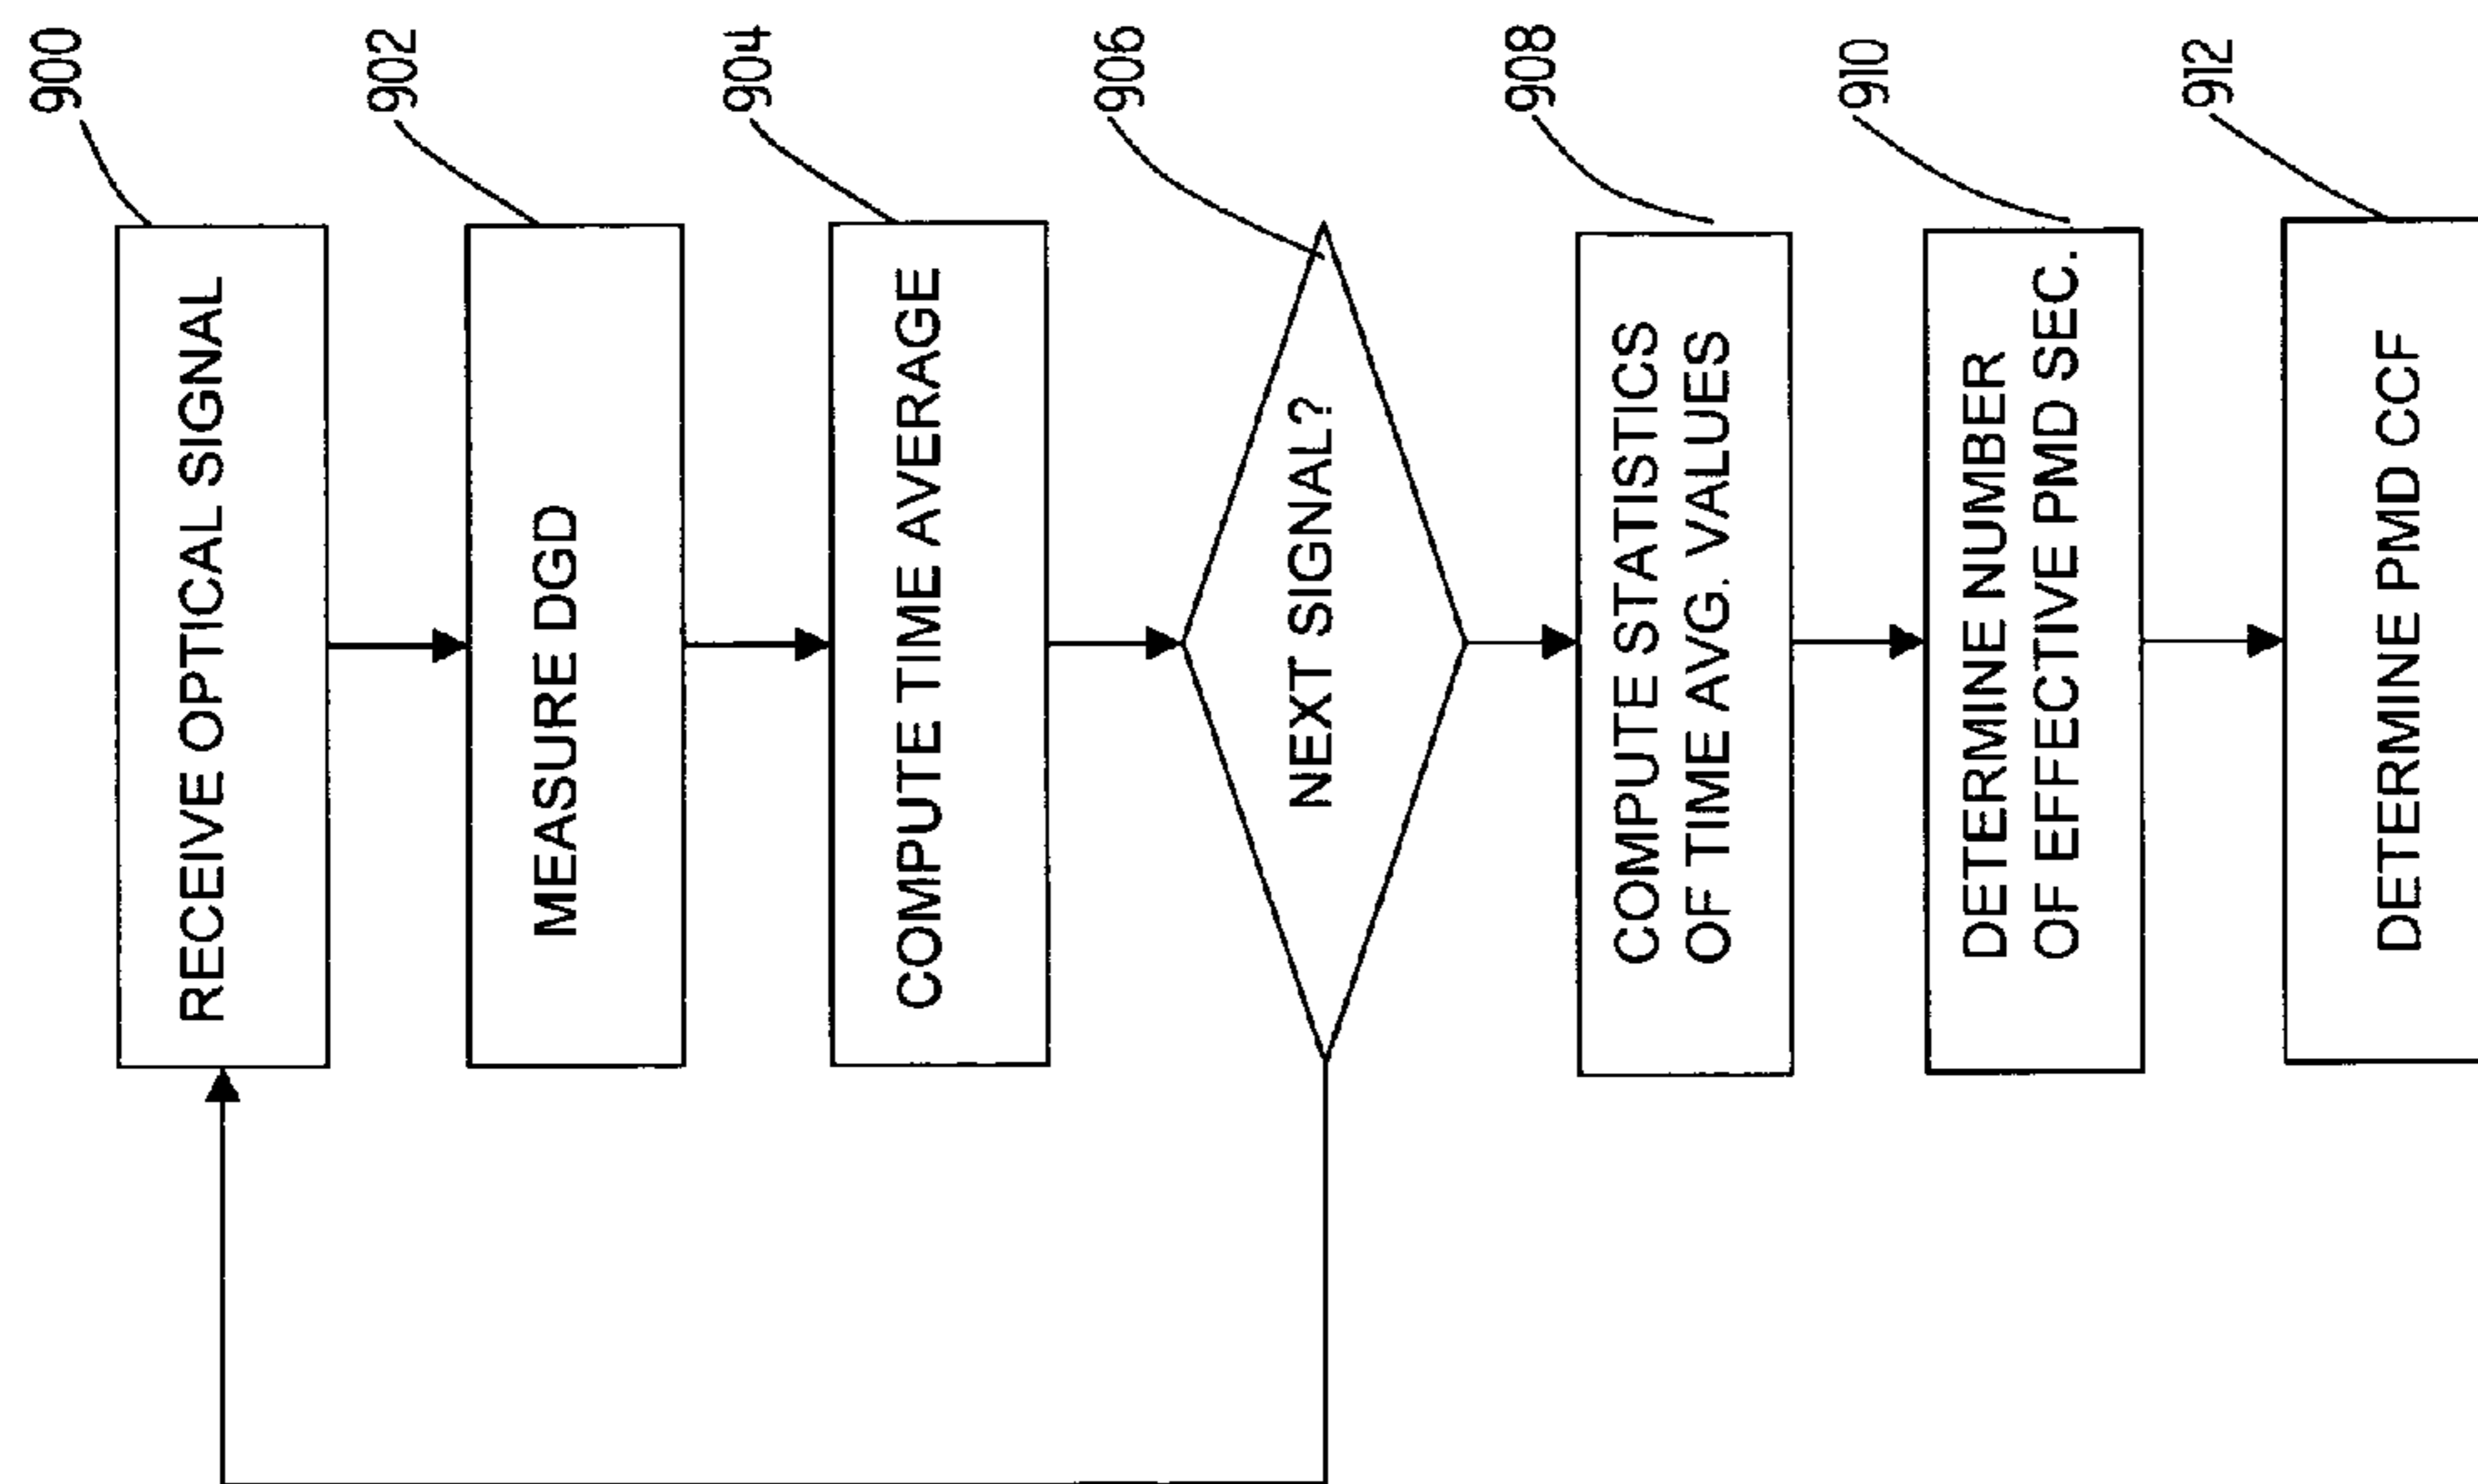 900
RECEIVE OPTICAL SIGNAL
902
MEASURE DGD
904
COMPUTE TIME AVERAGE
906
NEXT SIGNAL?
908
COMPUTE STATISTICS
OF TIME AVG. VALUES
910
DETERMINE NUMBER
OF EFFECTIVE PMD SEC.
912
DETERMINE PMD CCF